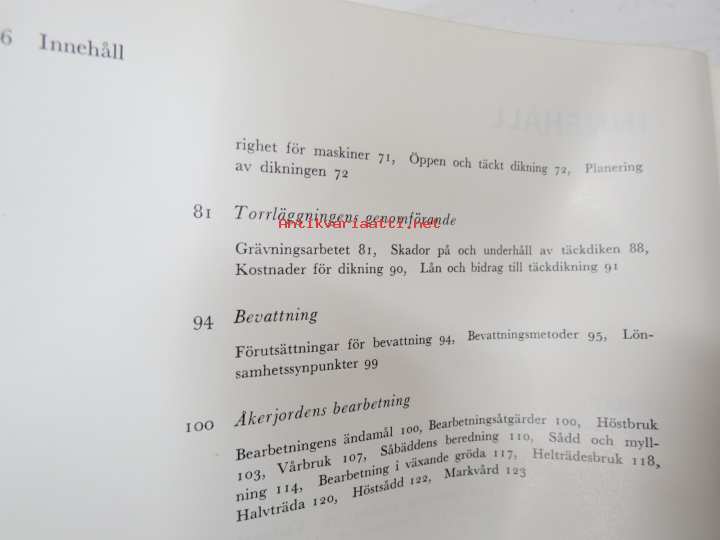 6 Innehåll
righet för maskiner 71, Öppen och täckt dikning 72, Planering
av dikningen 72
81 Torrläggningens genomförande
Antikvariaatti.net
Grävningsarbetet 81, Skador på och underhåll av täckdiken 88,
Kostnader för dikning 90, Lån och bidrag till täckdikning 91
94 Bevattning
Förutsättningar för bevattning 94, Bevattningsmetoder 95, Lön-
samhetssynpunkter 99
100 Åkerjordens bearbetning
Bearbetningens ändamål 100, Bearbetningsåtgärder 100, Höstbruk
103, Vårbruk 107, Såbäddens beredning 110, Sådd och myll-
ning 114, Bearbetning i växande gröda 117, Helträdesbruk 118,
Halvträda 120, Höstsådd 122, Markvård 123